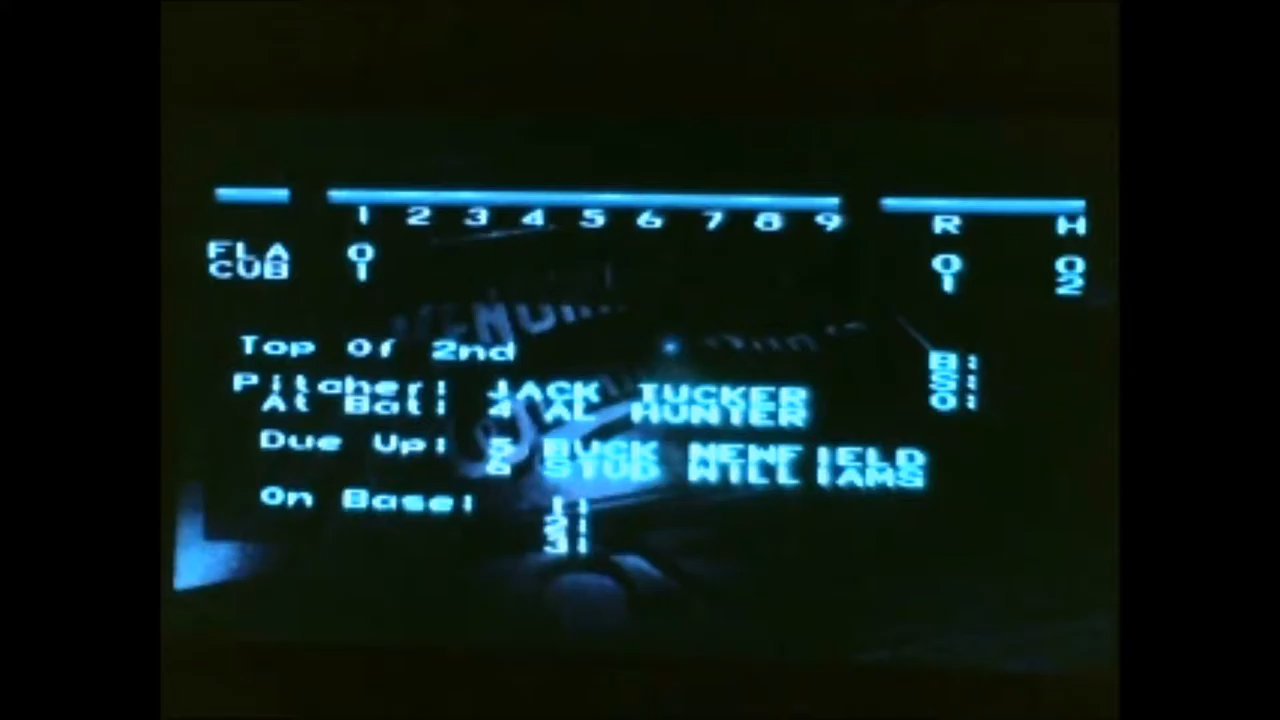 1 2 3 4 5 6 7 8 9 R H
FLA 0 0 0
CUB 1 1 2
Top Of 2nd
B:
Pitcher: JACK TUCKER S:
At Bat: 4 AL HUNTER O:
Due Up: 5 BUCK NEWFIELD
6 STUD WILLIAMS
On Base: 1:
2:
3: